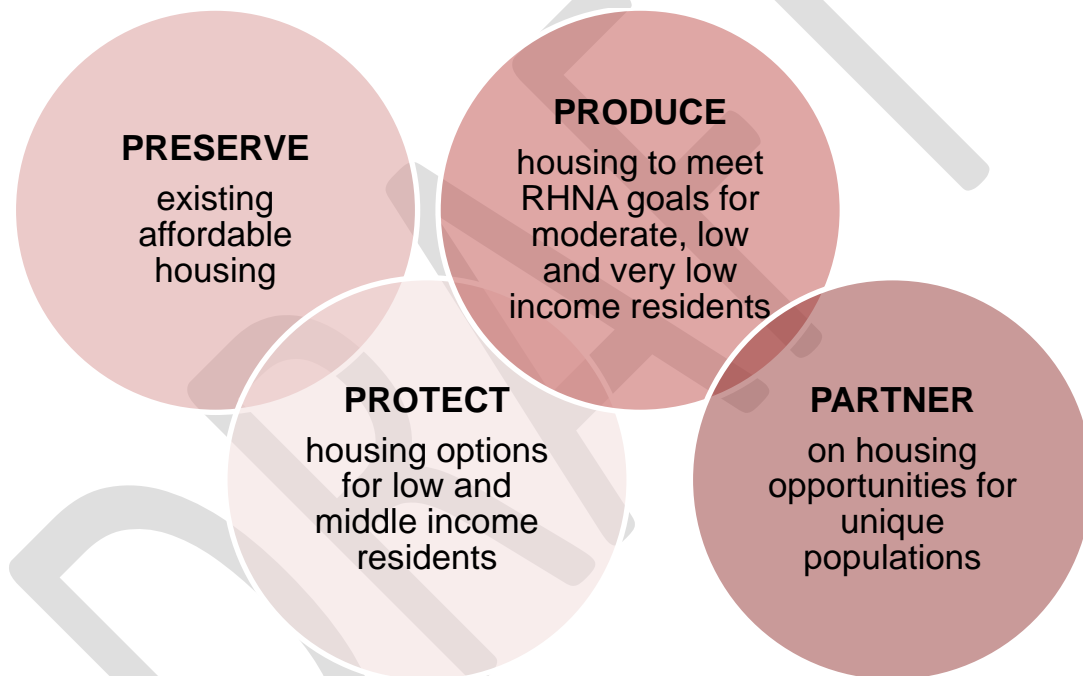 PRESERVE
existing
affordable
housing
PRODUCE
housing to meet
RHNA goals for
moderate, low
and very low
income residents
PROTECT
housing options
for low and
middle income
residents
PARTNER
on housing
opportunities for
unique
populations
DRAFT